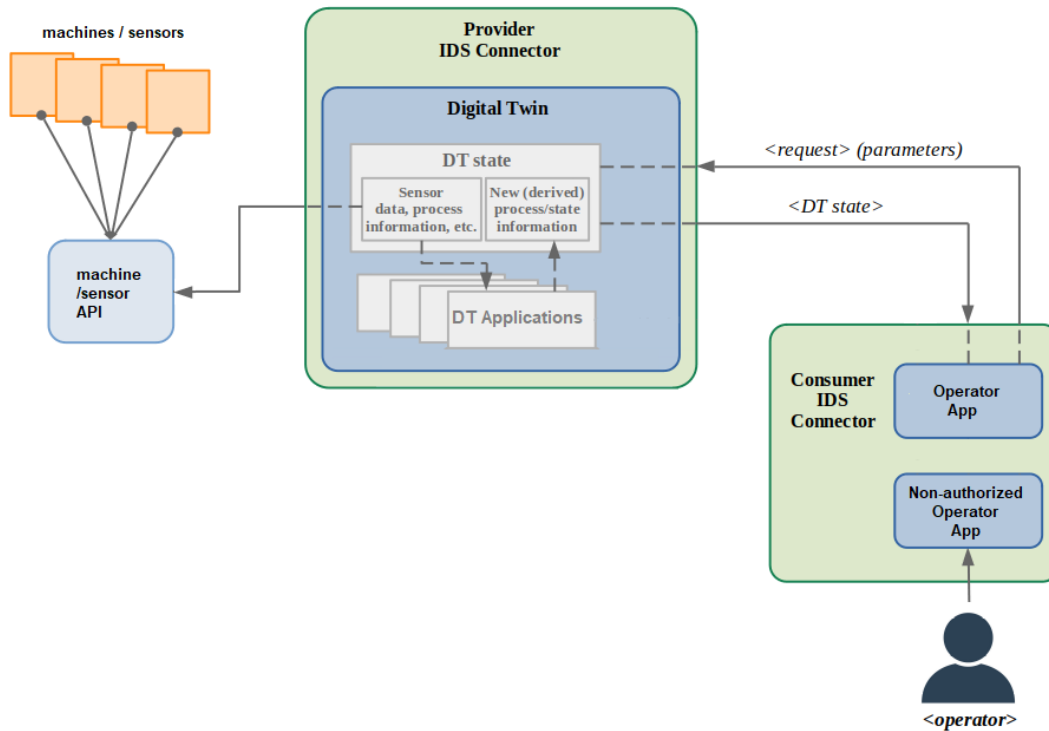 machines / sensors
Provider
IDS Connector
Digital Twin
DT state
Sensor
data, process
information, etc.
New (derived)
process/state
information
DT Applications
<request> (parameters)
<DT state>
machine
/sensor
API
Consumer
IDS
Connector
Operator
App
Non-authorized
Operator
App
<operator>